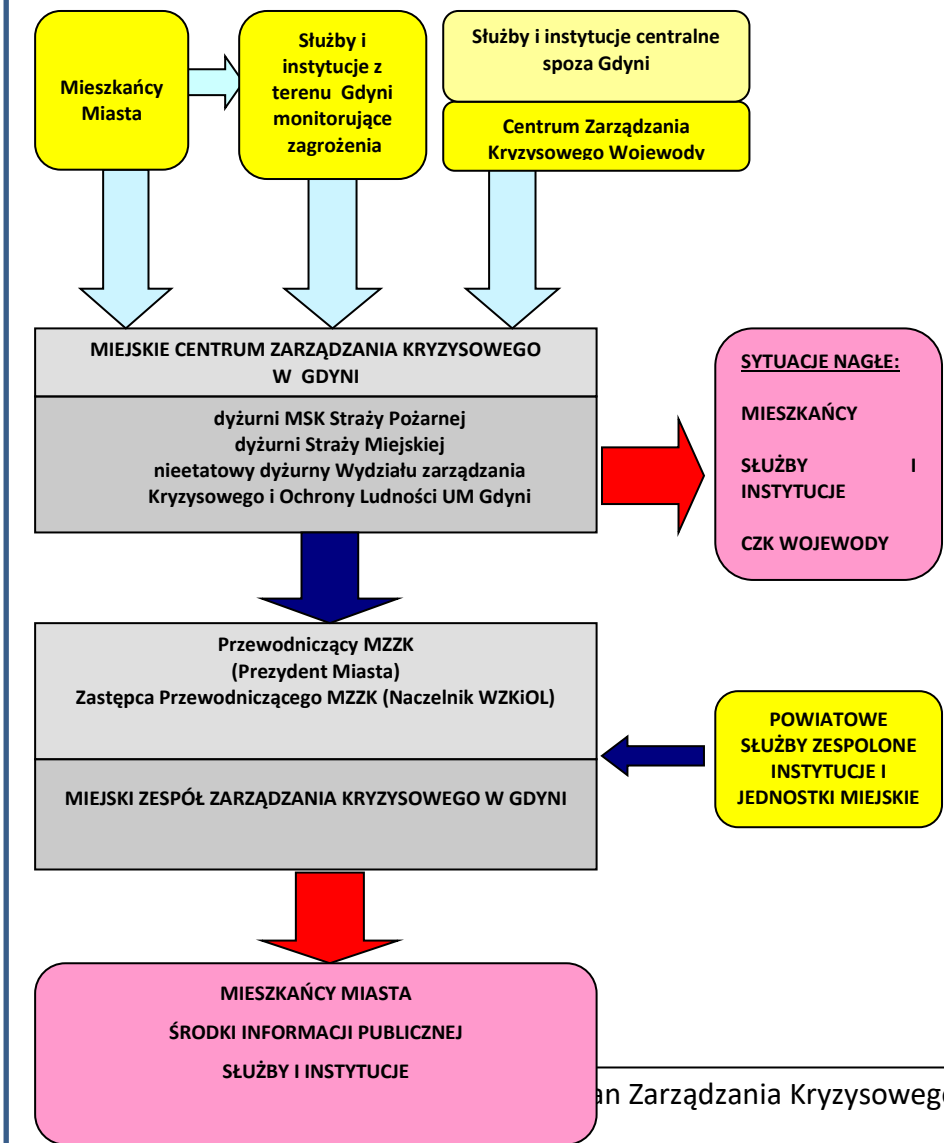 Mieszkańcy
Miasta
Służby i
instytucje z
terenu Gdyni
monitorujące
zagrożenia
Służby i instytucje centralne
spoza Gdyni
Centrum Zarządzania
Kryzysowego Wojewody
MIEJSKIE CENTRUM ZARZĄDZANIA KRYZYSOWEGO
W GDYNI
dyżurni MSK Straży Pożarnej
dyżurni Straży Miejskiej
nieetatowy dyżurny Wydziału zarządzania
Kryzysowego i Ochrony Ludności UM Gdyni
SYTUACJE NAGŁE:
MIESZKAŃCY
SŁUŻBY I
INSTYTUCJE
CZK WOJEWODY
Przewodniczący MZZK
(Prezydent Miasta)
Zastępca Przewodniczącego MZZK (Naczelnik WZKiOL)
MIEJSKI ZESPÓŁ ZARZĄDZANIA KRYZYSOWEGO W GDYNI
POWIATOWE
SŁUŻBY ZESPOLONE
INSTYTUCJE I
JEDNOSTKI MIEJSKIE
MIESZKAŃCY MIASTA
ŚRODKI INFORMACJI PUBLICZNEJ
SŁUŻBY I INSTYTUCJE
an Zarządzania Kryzysowego